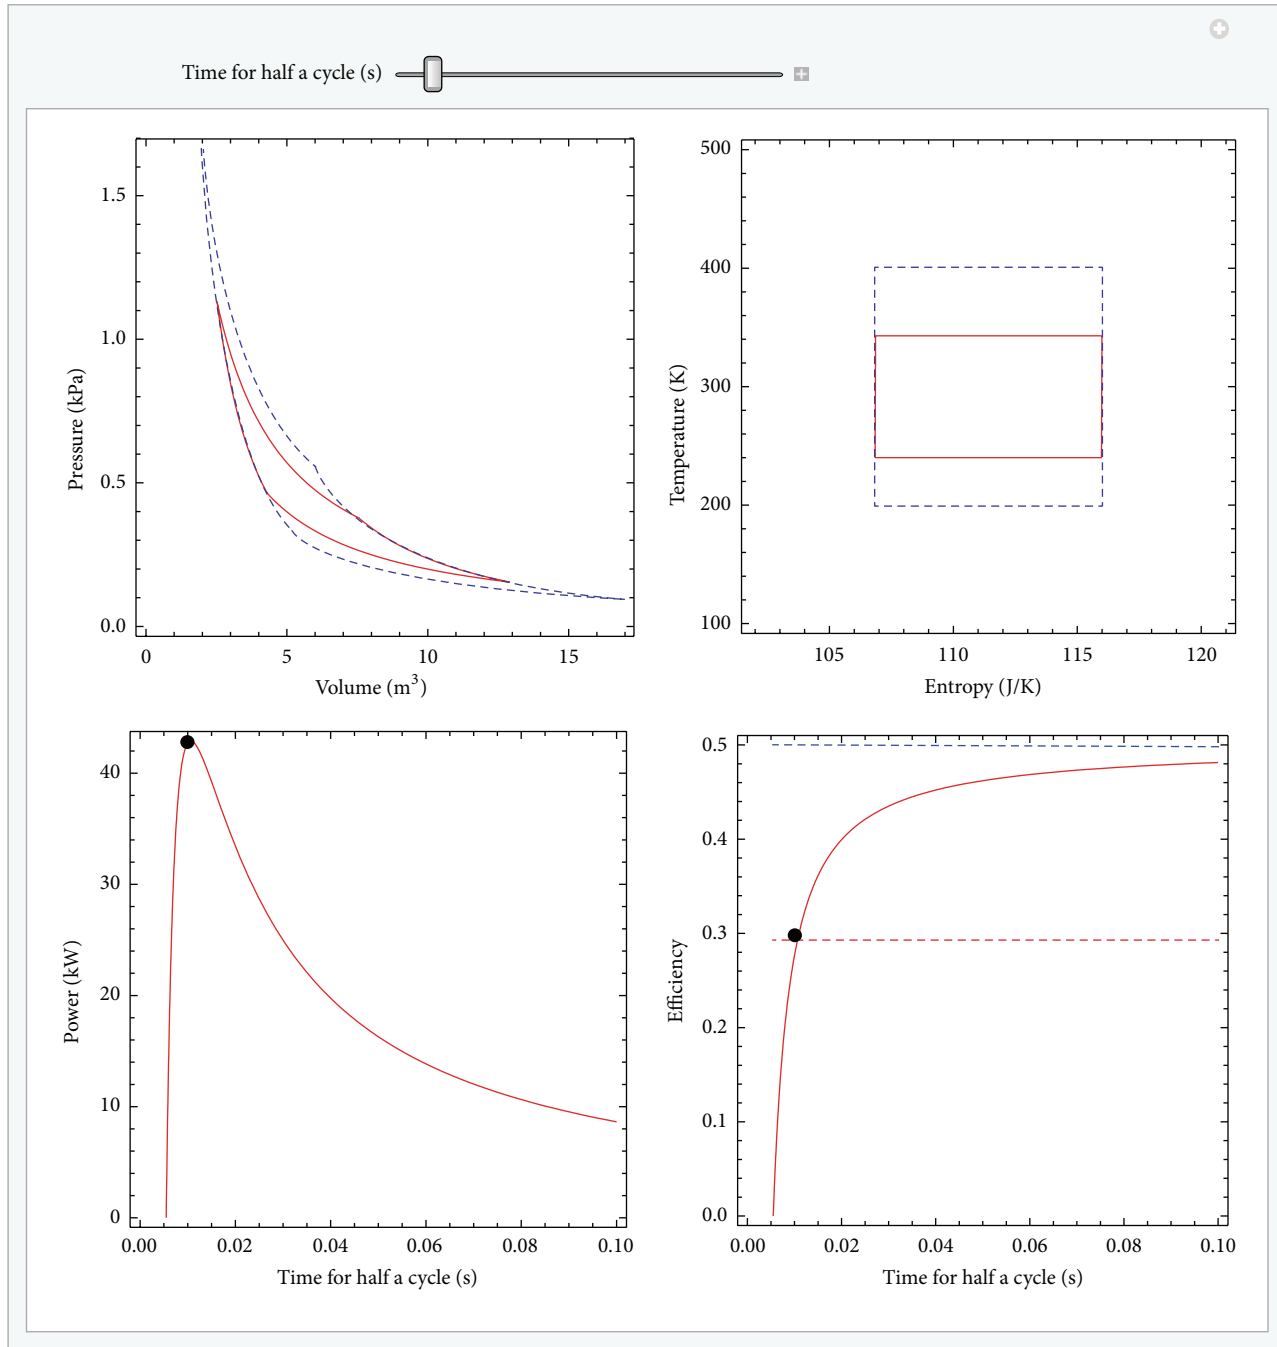 Time for half a cycle (s)
1.5
1.0
0.5
0.0
Pressure (kPa)
0 5 10 15
Volume (m³)
500
400
300
200
100
Temperature (K)
105 110 115 120
Entropy (J/K)
40
30
20
10
0
Power (kW)
0.00 0.02 0.04 0.06 0.08 0.10
Time for half a cycle (s)
0.5
0.4
0.3
0.2
0.1
0.0
Efficiency
0.00 0.02 0.04 0.06 0.08 0.10
Time for half a cycle (s)